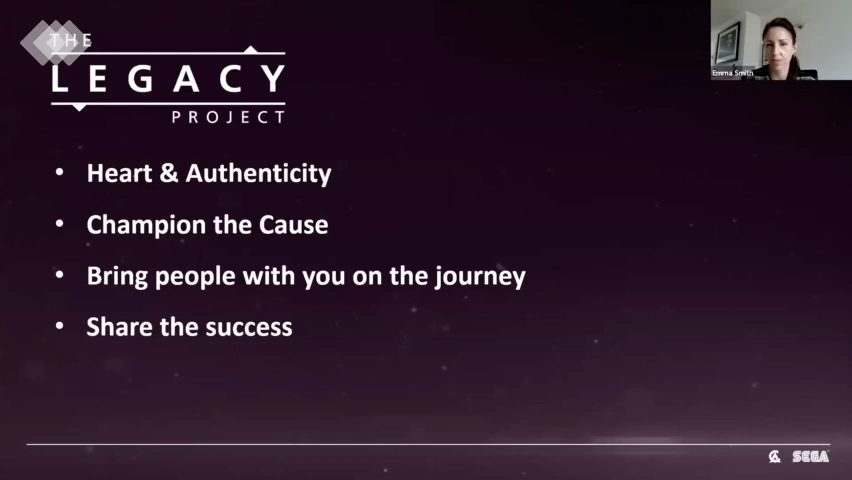 THE
LEGACY
PROJECT
Emma Smith
• Heart & Authenticity
• Champion the Cause
• Bring people with you on the journey
• Share the success
SEGA